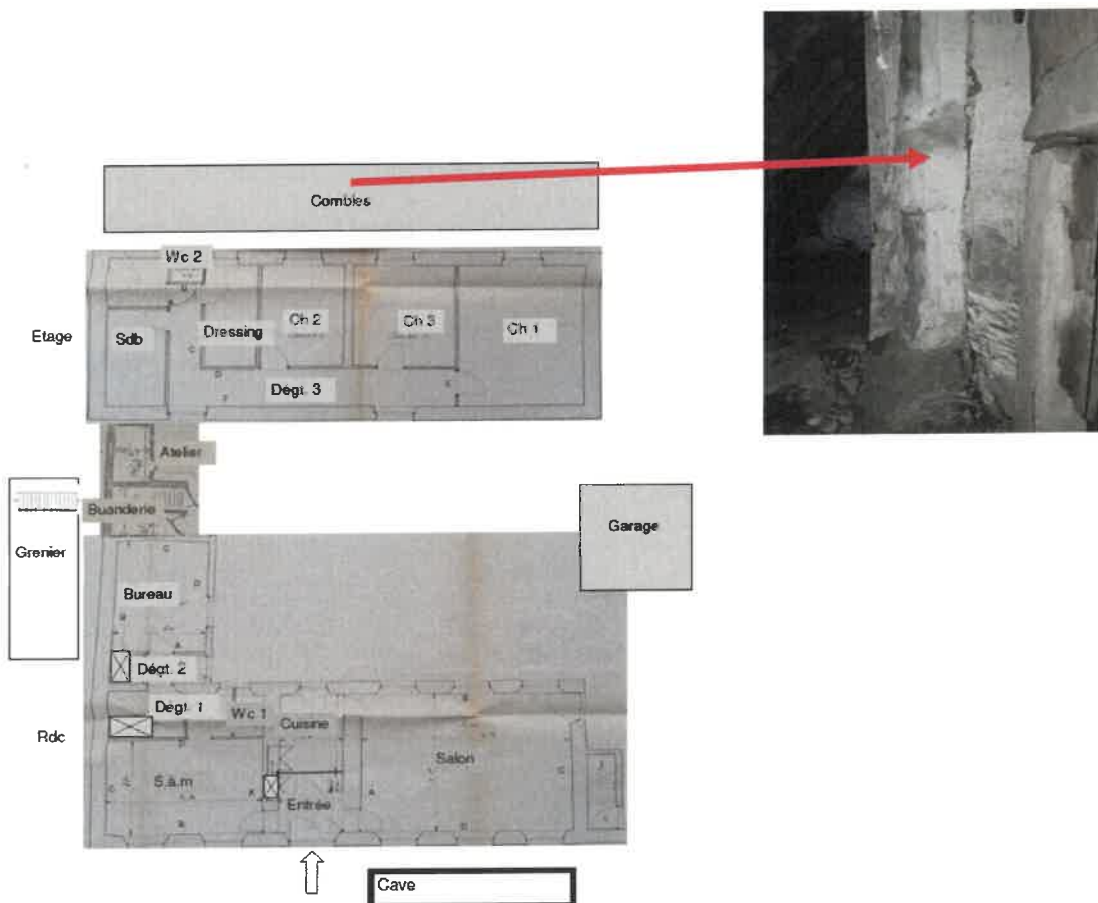 Combles
Wc 2
Etage
Sdb
Dressing
Ch 2
Ch 3
Ch 1
Dégt. 3
Atelier
Buanderie
Grenier
Garage
Bureau
Dégt. 2
Dégt. 1
Wc 1
Cuisine
Rdc
Salon
S.à.m
Entrée
Cave